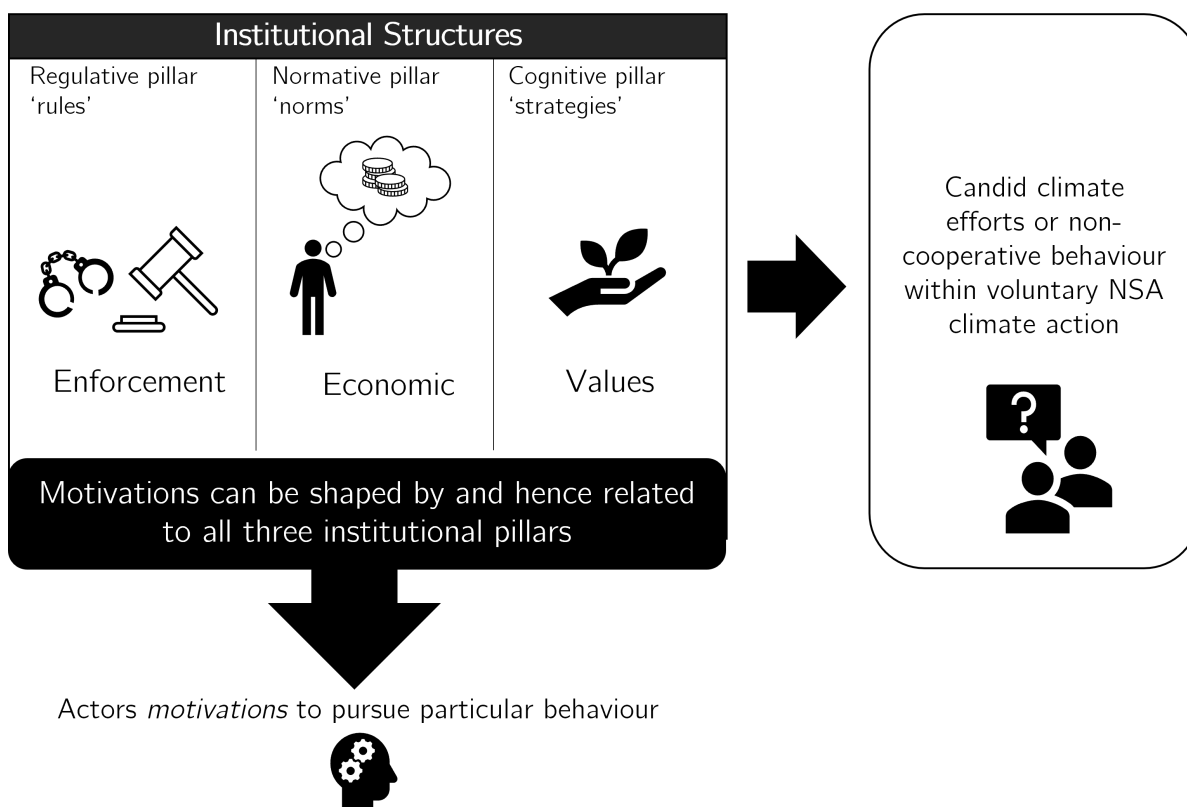 Institutional Structures
Regulative pillar
‘rules’
Normative pillar
‘norms’
Cognitive pillar
‘strategies’
Enforcement
Economic
Values
Motivations can be shaped by and hence related
to all three institutional pillars
Actors motivations to pursue particular behaviour
Candid climate
efforts or non-
cooperative behaviour
within voluntary NSA
climate action
?